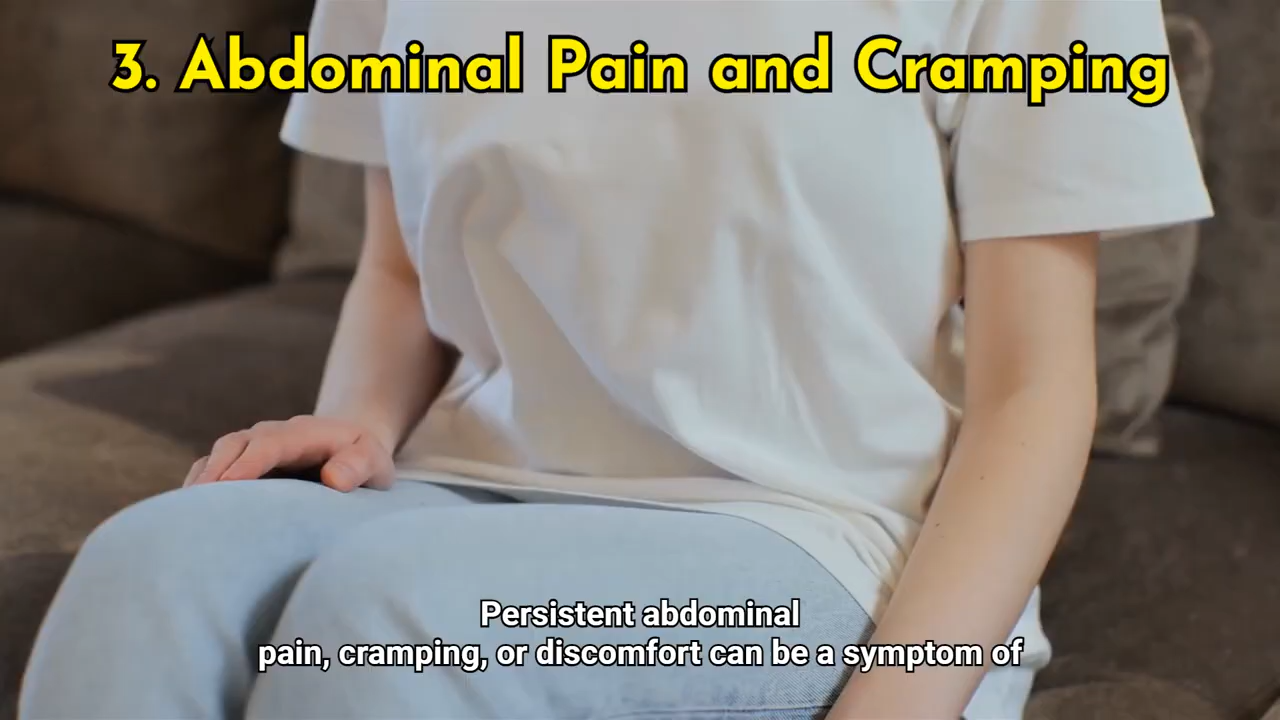 3. Abdominal Pain and Cramping
Persistent abdominal
pain, cramping, or discomfort can be a symptom of